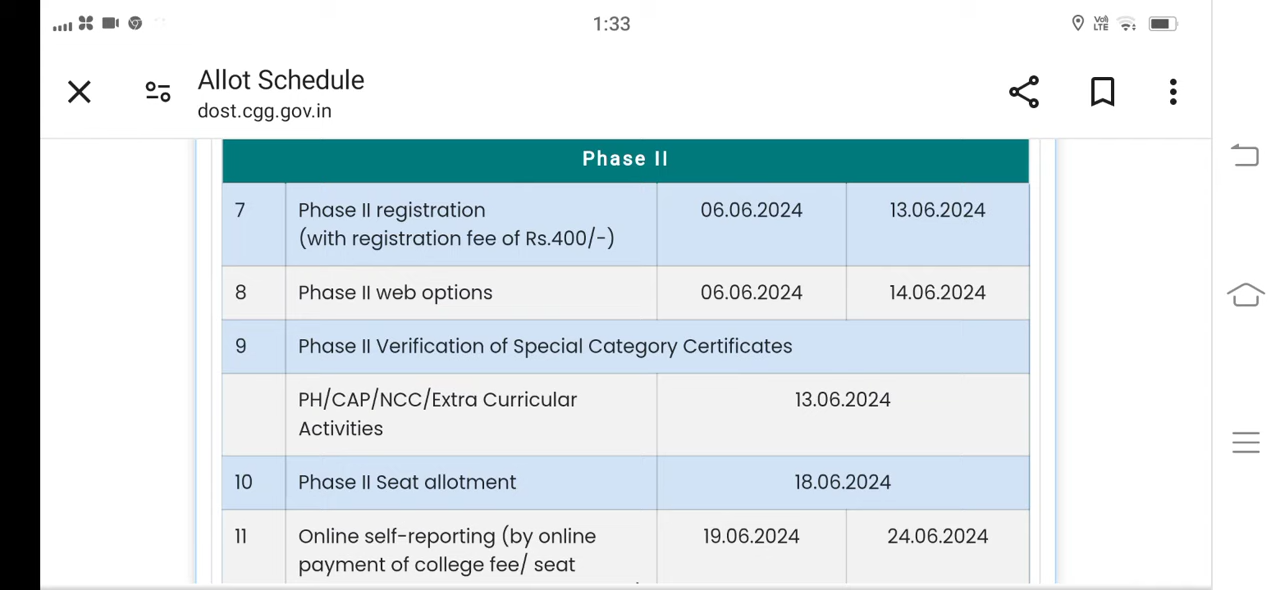 1:33
Voll
LTE
Allot Schedule
dost.cgg.gov.in
Phase II
7 Phase II registration 06.06.2024 13.06.2024
(with registration fee of Rs.400/-)
8 Phase II web options 06.06.2024 14.06.2024
9 Phase II Verification of Special Category Certificates
PH/CAP/NCC/Extra Curricular 13.06.2024
Activities
10 Phase II Seat allotment 18.06.2024
11 Online self-reporting (by online 19.06.2024 24.06.2024
payment of college fee/ seat